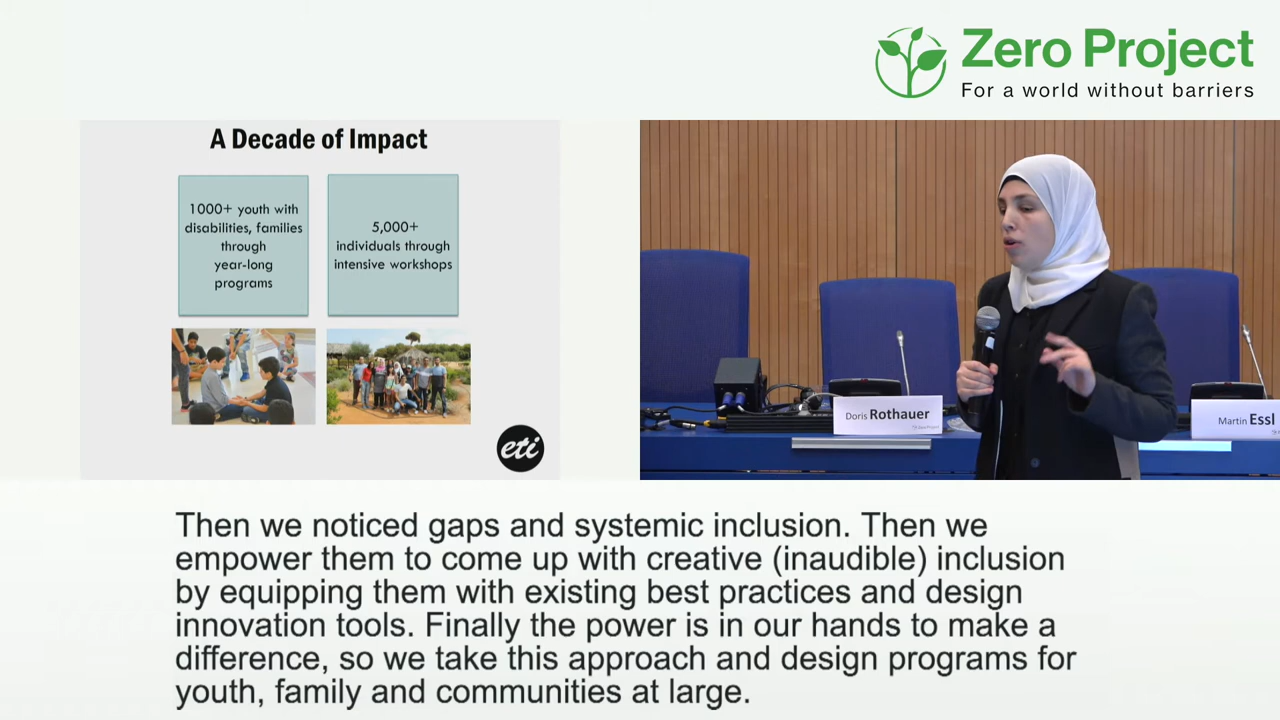 Zero Project
For a world without barriers
A Decade of Impact
1000+ youth with
disabilities, families
through
year-long
programs
5,000+
individuals through
intensive workshops
eti
Doris Rothauer
Martin Essl
Then we noticed gaps and systemic inclusion. Then we
empower them to come up with creative (inaudible) inclusion
by equipping them with existing best practices and design
innovation tools. Finally the power is in our hands to make a
difference, so we take this approach and design programs for
youth, family and communities at large.